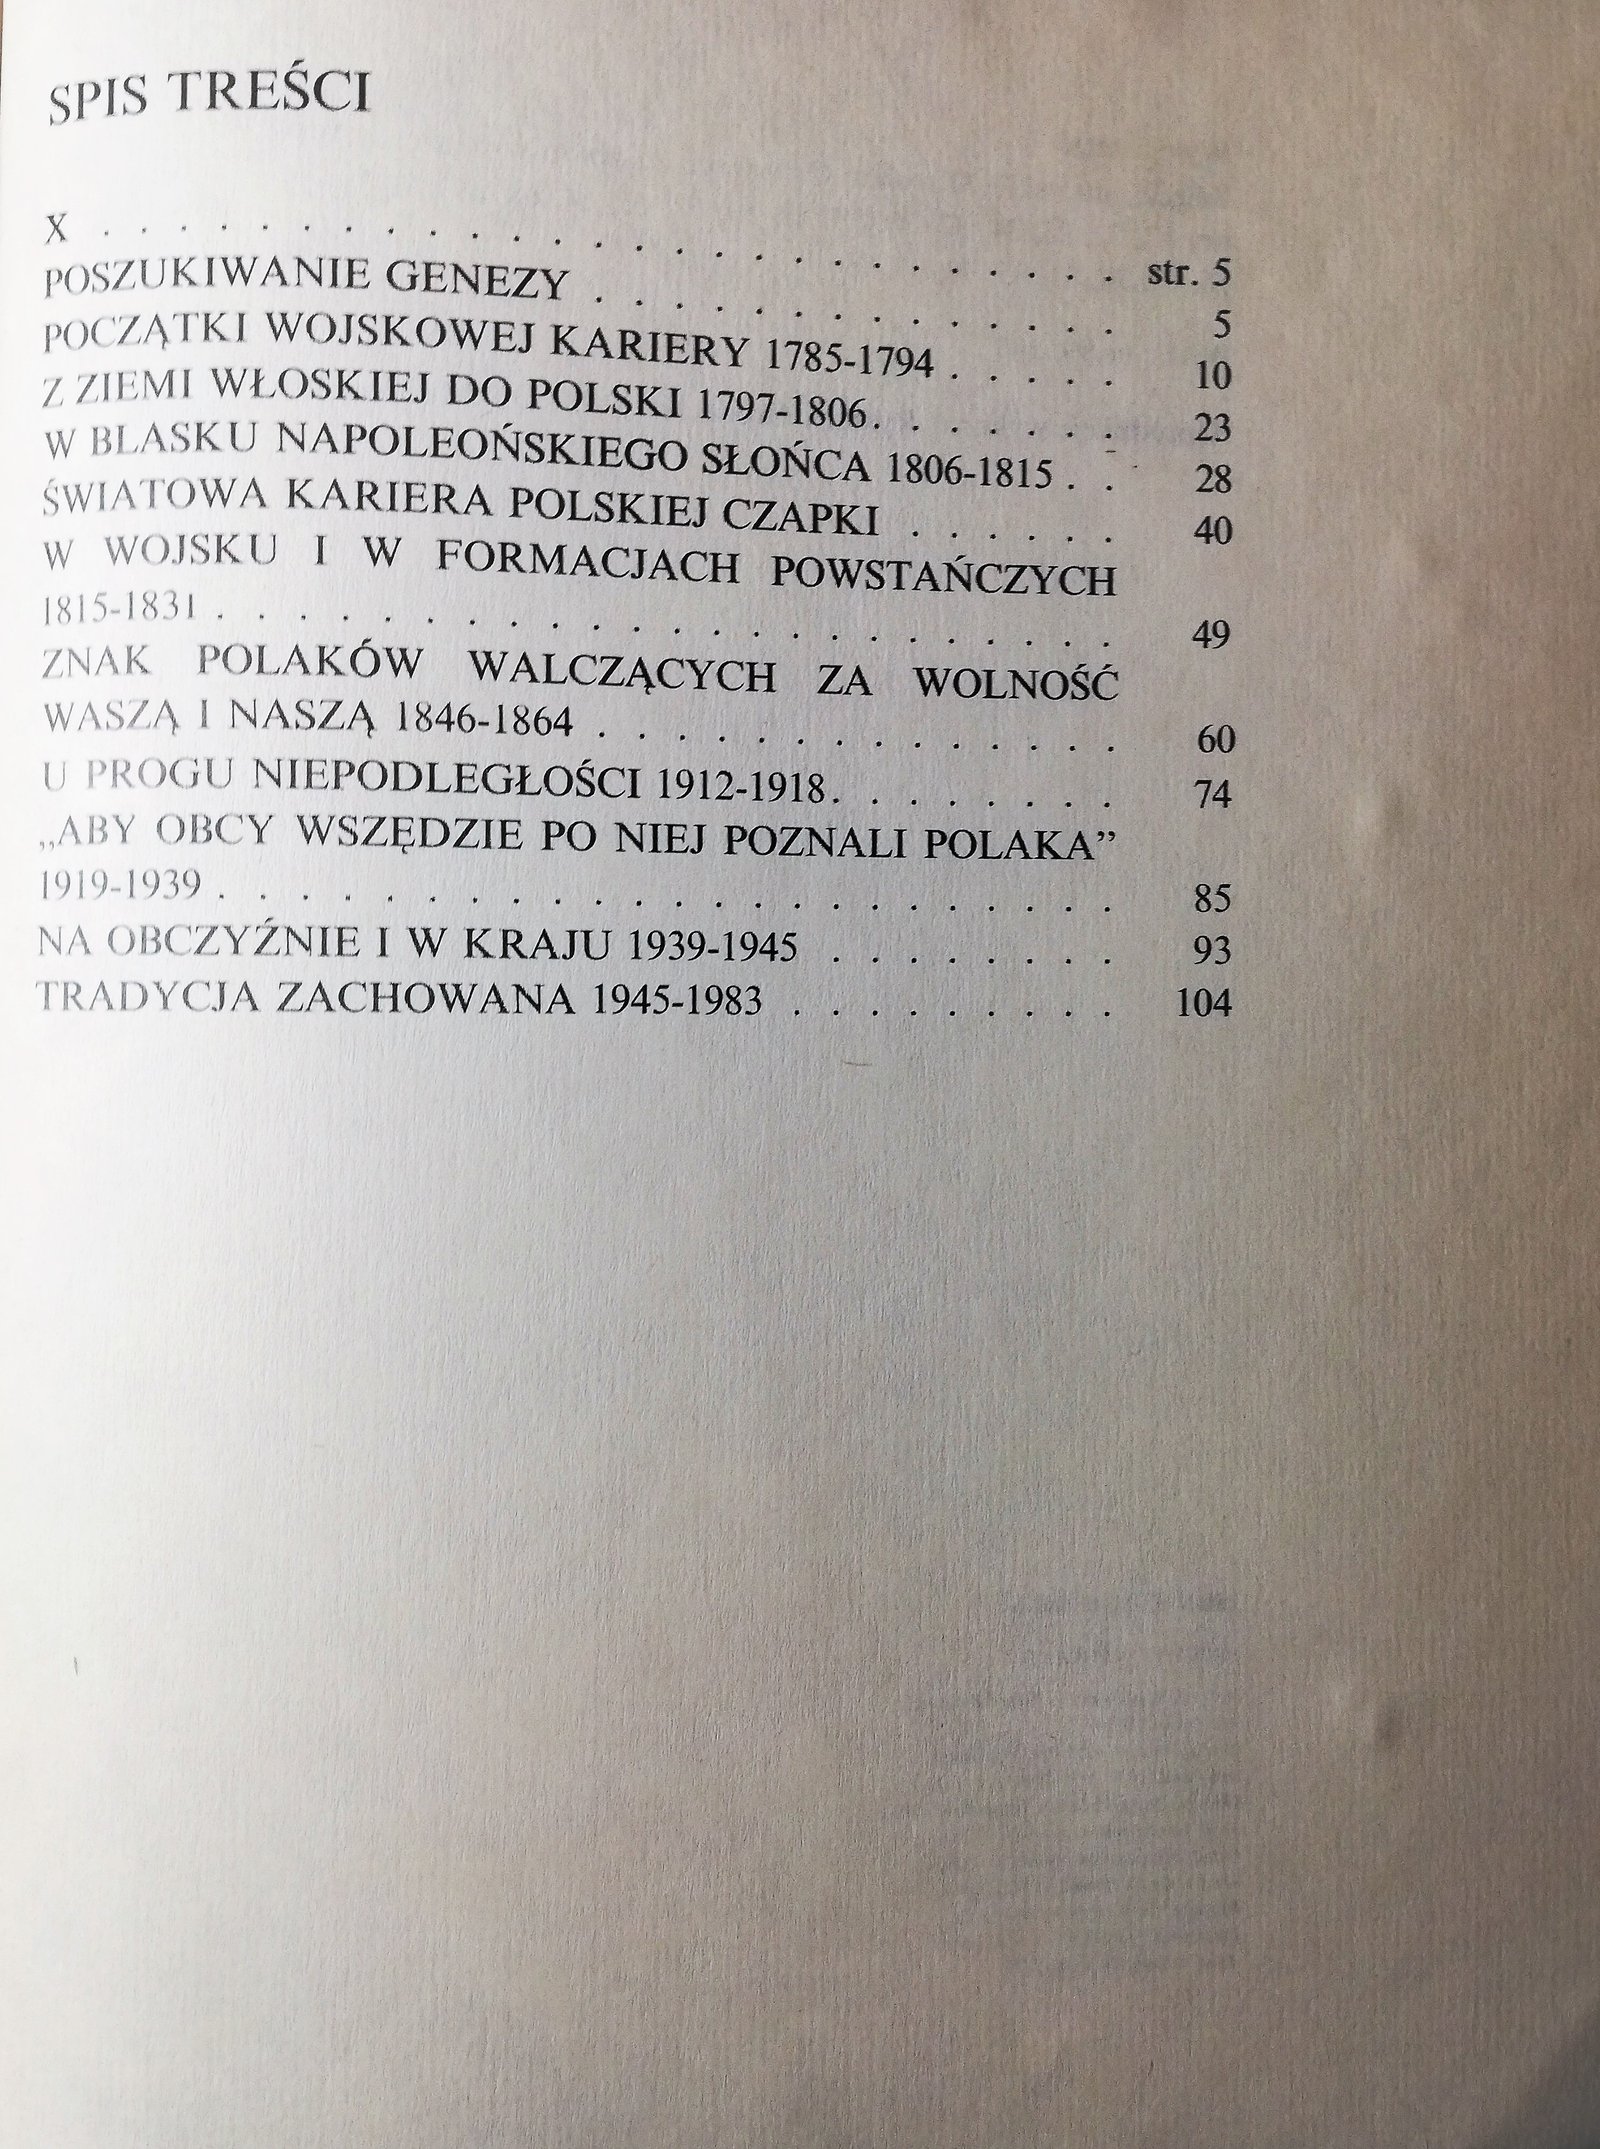 SPIS TREŚCI
X . . . . . . . . . . . . . . . . . . . . . . . . . str. 5
POSZUKIWANIE GENEZY . . . . . . . . . . . . . . 5
POCZĄTKI WOJSKOWEJ KARIERY 1785-1794 . . . . . 10
Z ZIEMI WŁOSKIEJ DO POLSKI 1797-1806. . . . . . . 23
W BLASKU NAPOLEOŃSKIEGO SŁOŃCA 1806-1815 . . 28
ŚWIATOWA KARIERA POLSKIEJ CZAPKI . . . . . . 40
W WOJSKU I W FORMACJACH POWSTAŃCZYCH
1815-1831 . . . . . . . . . . . . . . . . . . . . . . . 49
ZNAK POLAKÓW WALCZĄCYCH ZA WOLNOŚĆ
WASZĄ I NASZĄ 1846-1864 . . . . . . . . . . . . . . 60
U PROGU NIEPODLEGŁOŚCI 1912-1918. . . . . . . . 74
„ABY OBCY WSZĘDZIE PO NIEJ POZNALI POLAKA”
1919-1939 . . . . . . . . . . . . . . . . . . . . . . . 85
NA OBCZYŹNIE I W KRAJU 1939-1945 . . . . . . . . 93
TRADYCJA ZACHOWANA 1945-1983 . . . . . . . . . 104